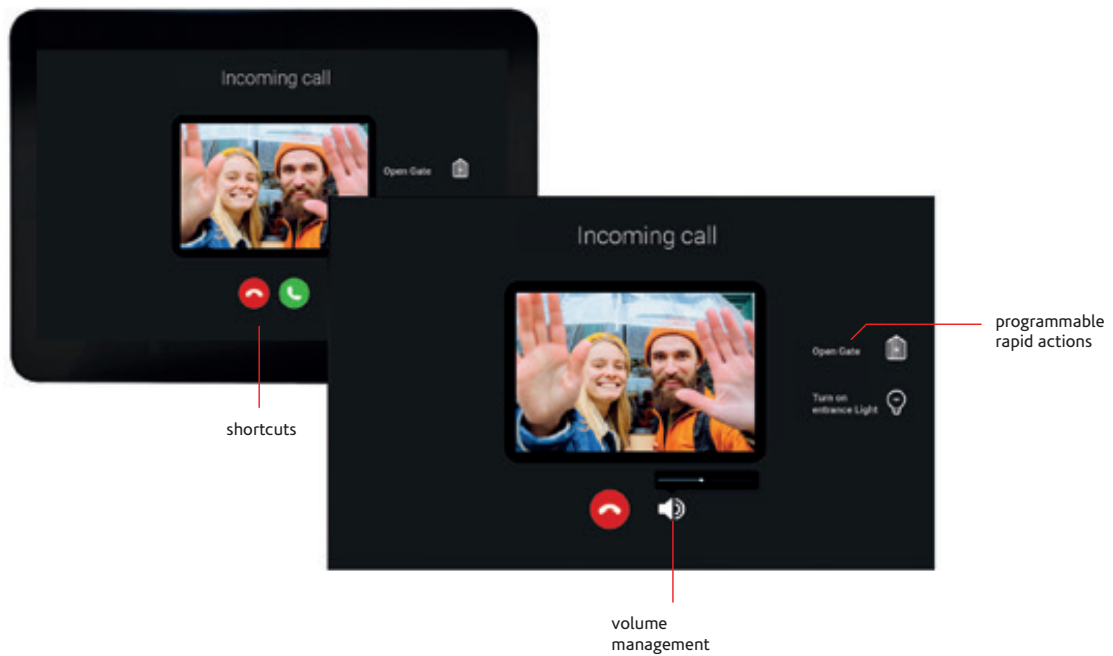 Incoming call
Open Gate
shortcuts
Incoming call
Open Gate
Turn on
entrance Light
programmable
rapid actions
volume
management